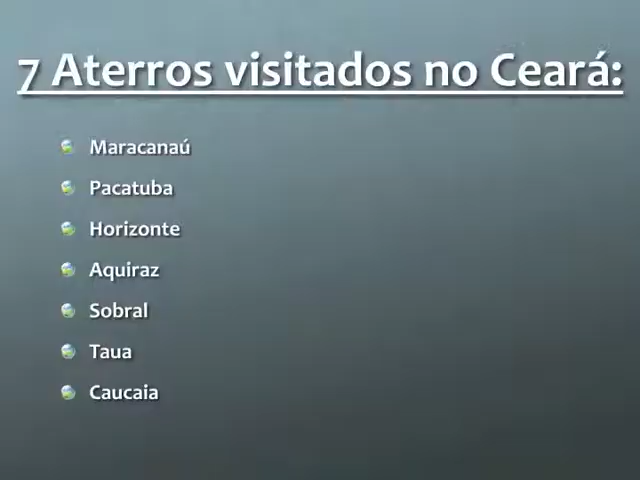 7 Aterros visitados no Ceará:
Maracanaú
Pacatuba
Horizonte
Aquiraz
Sobral
Taua
Caucaia